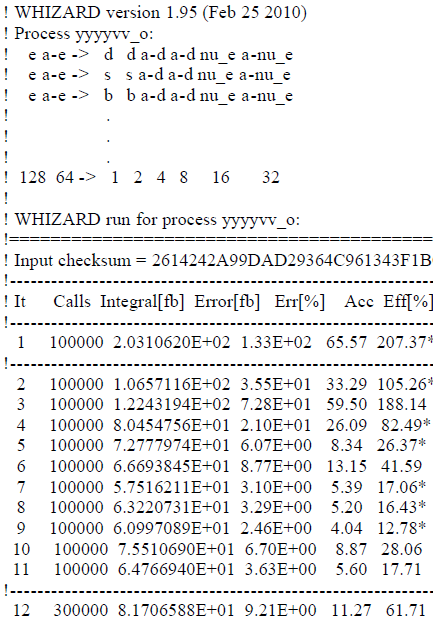 ! WHIZARD version 1.95 (Feb 25 2010)
! Process yyyyvv_o:
! e a-e -> d d a-d a-d nu_e a-nu_e
! e a-e -> s s a-d a-d nu_e a-nu_e
! e a-e -> b b a-d a-d nu_e a-nu_e
! .
! .
! .
! 128 64 -> 1 2 4 8 16 32
!
! WHIZARD run for process yyyyvv_o:
!=========================================
! Input checksum = 2614242A99DAD29364C961343F1B
!-----------------------------------------------------------------------
! It Calls Integral[fb] Error[fb] Err[%] Acc Eff[%]
!-----------------------------------------------------------------------
1 100000 2.0310620E+02 1.33E+02 65.57 207.37*
!-----------------------------------------------------------------------
2 100000 1.0657116E+02 3.55E+01 33.29 105.26*
3 100000 1.2243194E+02 7.28E+01 59.50 188.14
4 100000 8.0454756E+01 2.10E+01 26.09 82.49*
5 100000 7.2777974E+01 6.07E+00 8.34 26.37*
6 100000 6.6693845E+01 8.77E+00 13.15 41.59
7 100000 5.7516211E+01 3.10E+00 5.39 17.06*
8 100000 6.3220731E+01 3.29E+00 5.20 16.43*
9 100000 6.0997089E+01 2.46E+00 4.04 12.78*
10 100000 7.5510690E+01 6.70E+00 8.87 28.06
11 100000 6.4766940E+01 3.63E+00 5.60 17.71
!-----------------------------------------------------------------------
12 300000 8.1706588E+01 9.21E+00 11.27 61.71